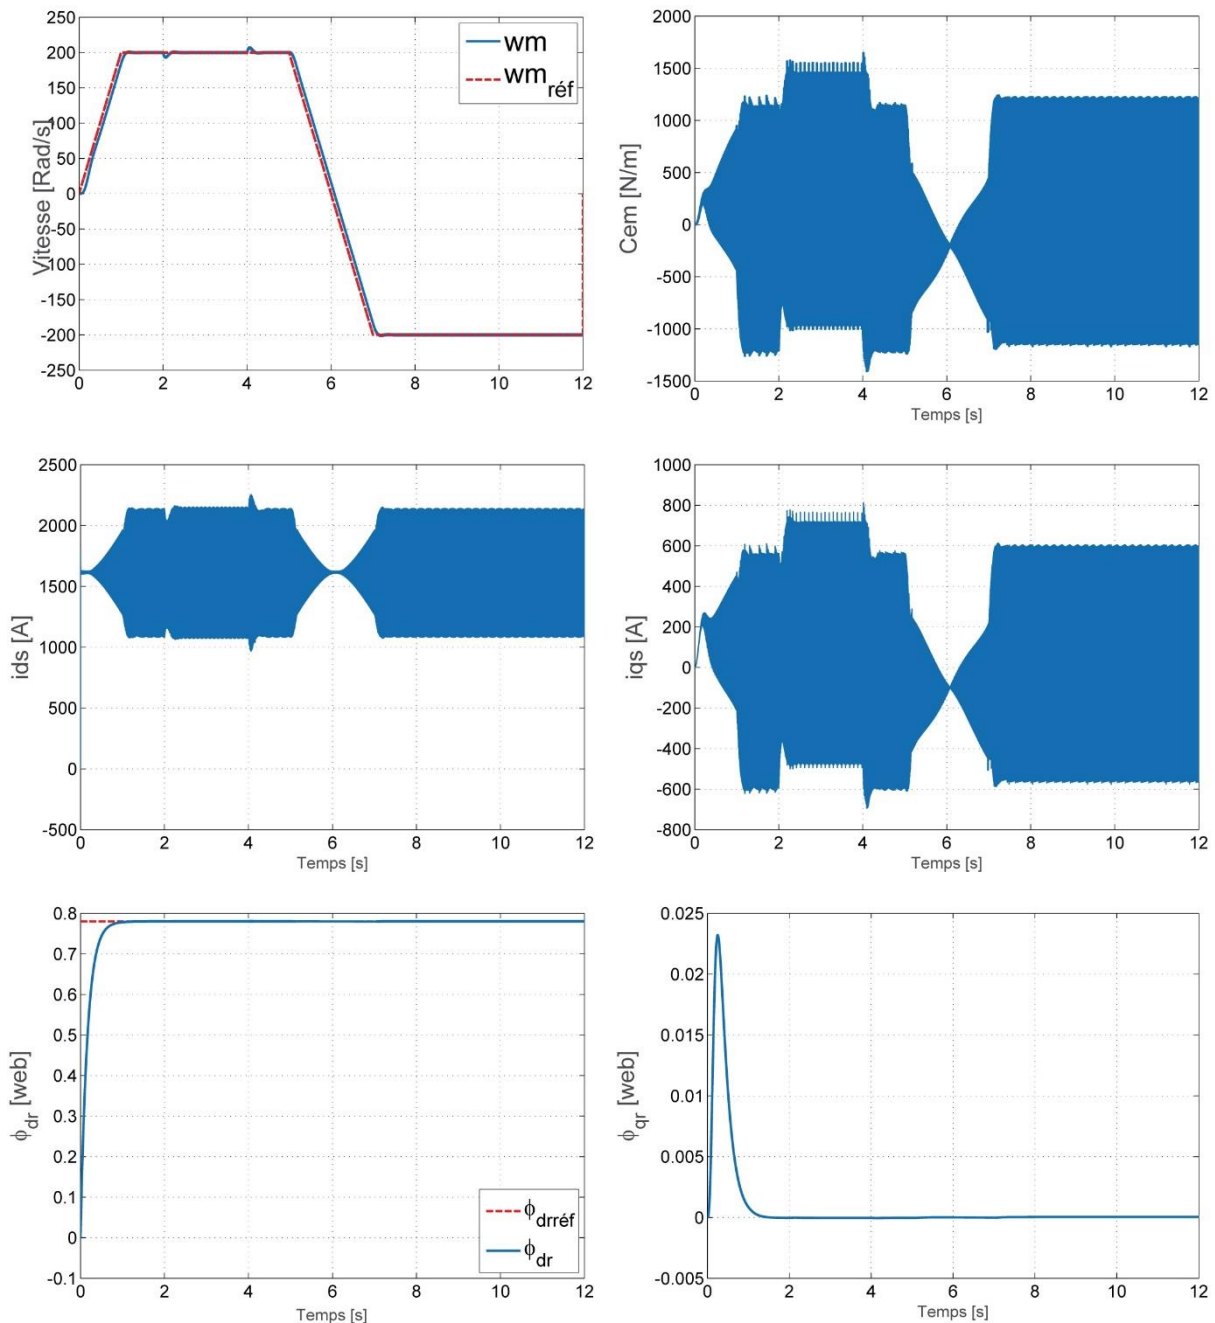 250
200
150
100
50
0
-50
-100
-150
-200
-250
Vitesse [Rad/s]
wm
wm réf
0 2 4 6 8 10 12
2000
1500
1000
500
0
-500
-1000
-1500
Cem [N/m]
0 2 4 6 8 10 12
Temps [s]
2500
2000
1500
1000
500
0
-500
ids [A]
0 2 4 6 8 10 12
Temps [s]
1000
800
600
400
200
0
-200
-400
-600
-800
iqs [A]
0 2 4 6 8 10 12
Temps [s]
0.8
0.7
0.6
0.5
0.4
0.3
0.2
0.1
0
-0.1
ϕdr [web]
ϕdrréf
ϕdr
0 2 4 6 8 10 12
Temps [s]
0.025
0.02
0.015
0.01
0.005
0
-0.005
ϕqr [web]
0 2 4 6 8 10 12
Temps [s]